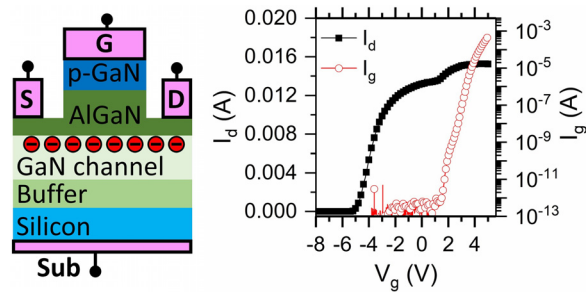 G
p-GaN
S
D
AlGaN
GaN channel
Buffer
Silicon
Sub
0.020
0.016
0.012
0.008
0.004
0.000
I_d (A)
I_d
I_g
10^-3
10^-5
10^-7
10^-9
10^-11
10^-13
I_g (A)
-8 -6 -4 -2 0 2 4 6
V_g (V)